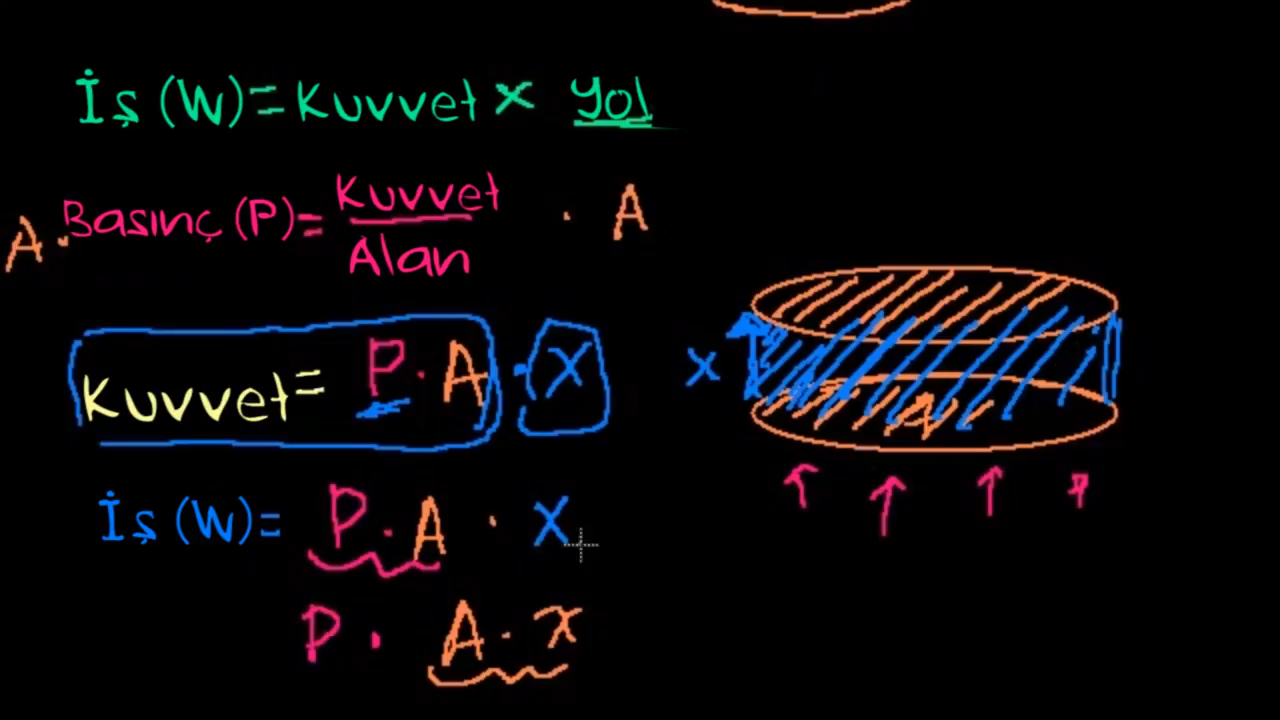 İş (W) = Kuvvet × Yol
A · Basınç (P) = Kuvvet / Alan · A
Kuvvet = P · A · x
x
A
İş (W) = P · A · x
P · A · x